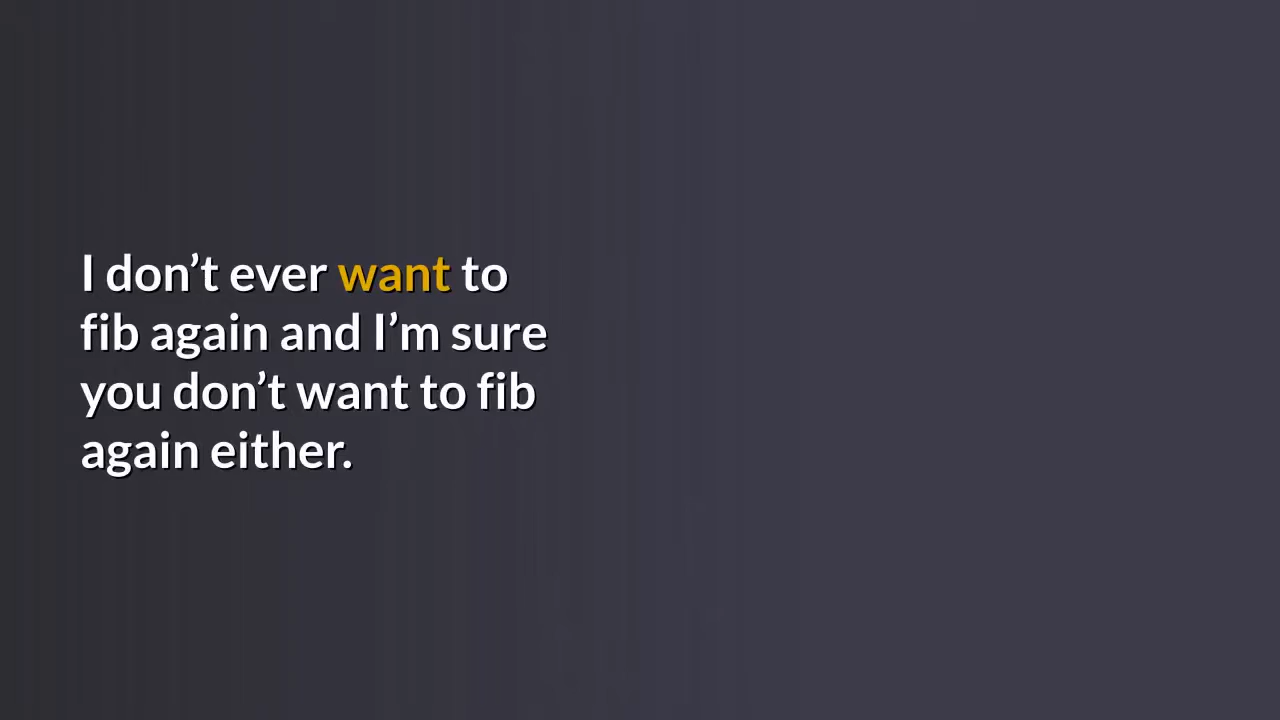 I don’t ever want to
fib again and I’m sure
you don’t want to fib
again either.